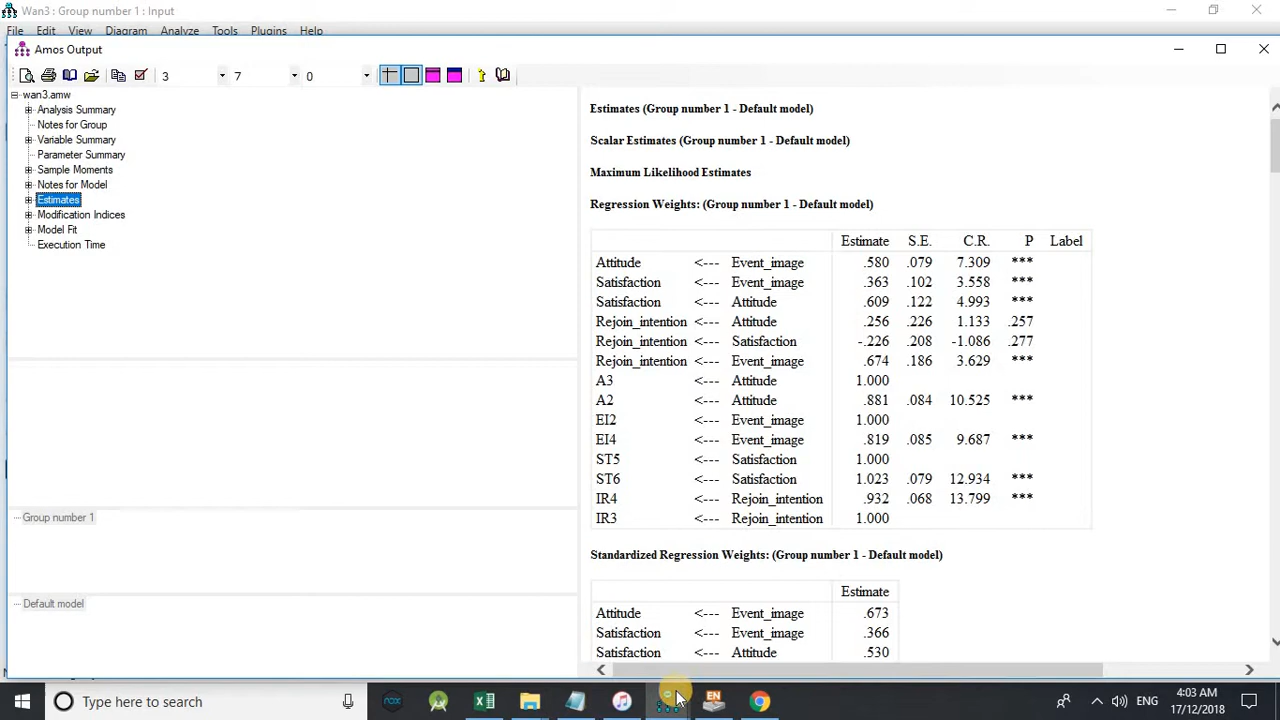 Wan3 : Group number 1 : Input
File Edit View Diagram Analyze Tools Plugins Help
Amos Output
3 7 0
wan3.amw
Analysis Summary
Notes for Group
Variable Summary
Parameter Summary
Sample Moments
Notes for Model
Estimates
Modification Indices
Model Fit
Execution Time
Group number 1
Default model
Estimates (Group number 1 - Default model)
Scalar Estimates (Group number 1 - Default model)
Maximum Likelihood Estimates
Regression Weights: (Group number 1 - Default model)
Estimate S.E. C.R. P Label
Attitude <--- Event_image .580 .079 7.309 ***
Satisfaction <--- Event_image .363 .102 3.558 ***
Satisfaction <--- Attitude .609 .122 4.993 ***
Rejoin_intention <--- Attitude .256 .226 1.133 .257
Rejoin_intention <--- Satisfaction -.226 .208 -1.086 .277
Rejoin_intention <--- Event_image .674 .186 3.629 ***
A3 <--- Attitude 1.000
A2 <--- Attitude .881 .084 10.525 ***
EI2 <--- Event_image 1.000
EI4 <--- Event_image .819 .085 9.687 ***
ST5 <--- Satisfaction 1.000
ST6 <--- Satisfaction 1.023 .079 12.934 ***
IR4 <--- Rejoin_intention .932 .068 13.799 ***
IR3 <--- Rejoin_intention 1.000
Standardized Regression Weights: (Group number 1 - Default model)
Estimate
Attitude <--- Event_image .673
Satisfaction <--- Event_image .366
Satisfaction <--- Attitude .530
Type here to search
EN
ENG
4:03 AM
17/12/2018